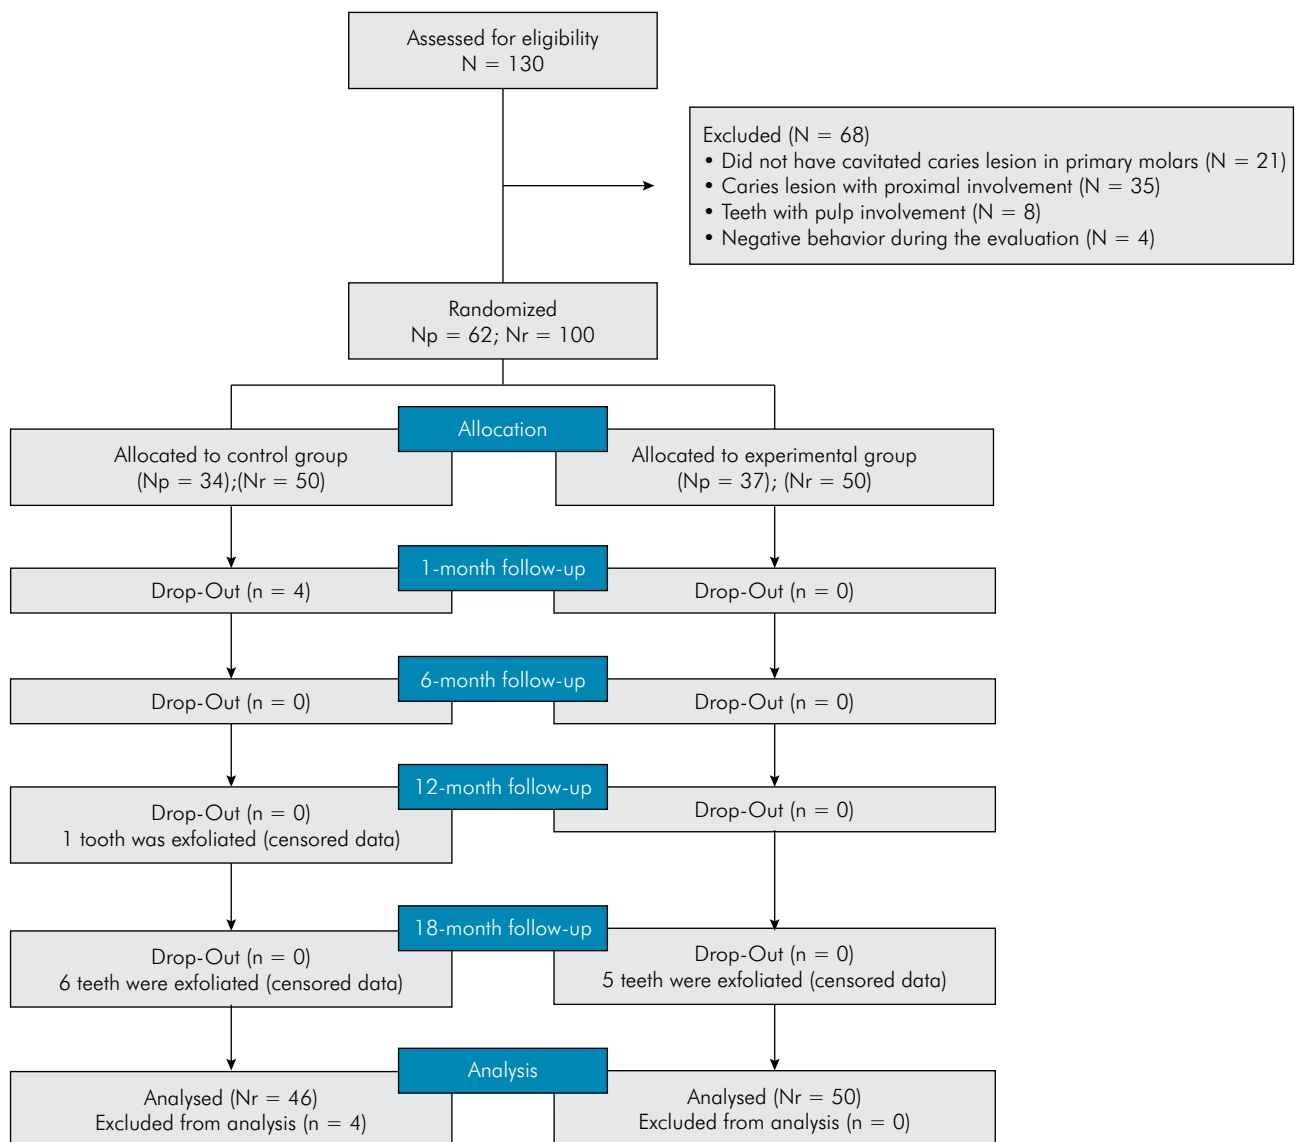 Assessed for eligibility
N = 130
Excluded (N = 68)
• Did not have cavitated caries lesion in primary molars (N = 21)
• Caries lesion with proximal involvement (N = 35)
• Teeth with pulp involvement (N = 8)
• Negative behavior during the evaluation (N = 4)
Randomized
Np = 62; Nr = 100
Allocation
Allocated to control group
(Np = 34);(Nr = 50)
Allocated to experimental group
(Np = 37); (Nr = 50)
1-month follow-up
Drop-Out (n = 4)
Drop-Out (n = 0)
6-month follow-up
Drop-Out (n = 0)
Drop-Out (n = 0)
12-month follow-up
Drop-Out (n = 0)
1 tooth was exfoliated (censored data)
Drop-Out (n = 0)
18-month follow-up
Drop-Out (n = 0)
6 teeth were exfoliated (censored data)
Drop-Out (n = 0)
5 teeth were exfoliated (censored data)
Analysis
Analysed (Nr = 46)
Excluded from analysis (n = 4)
Analysed (Nr = 50)
Excluded from analysis (n = 0)